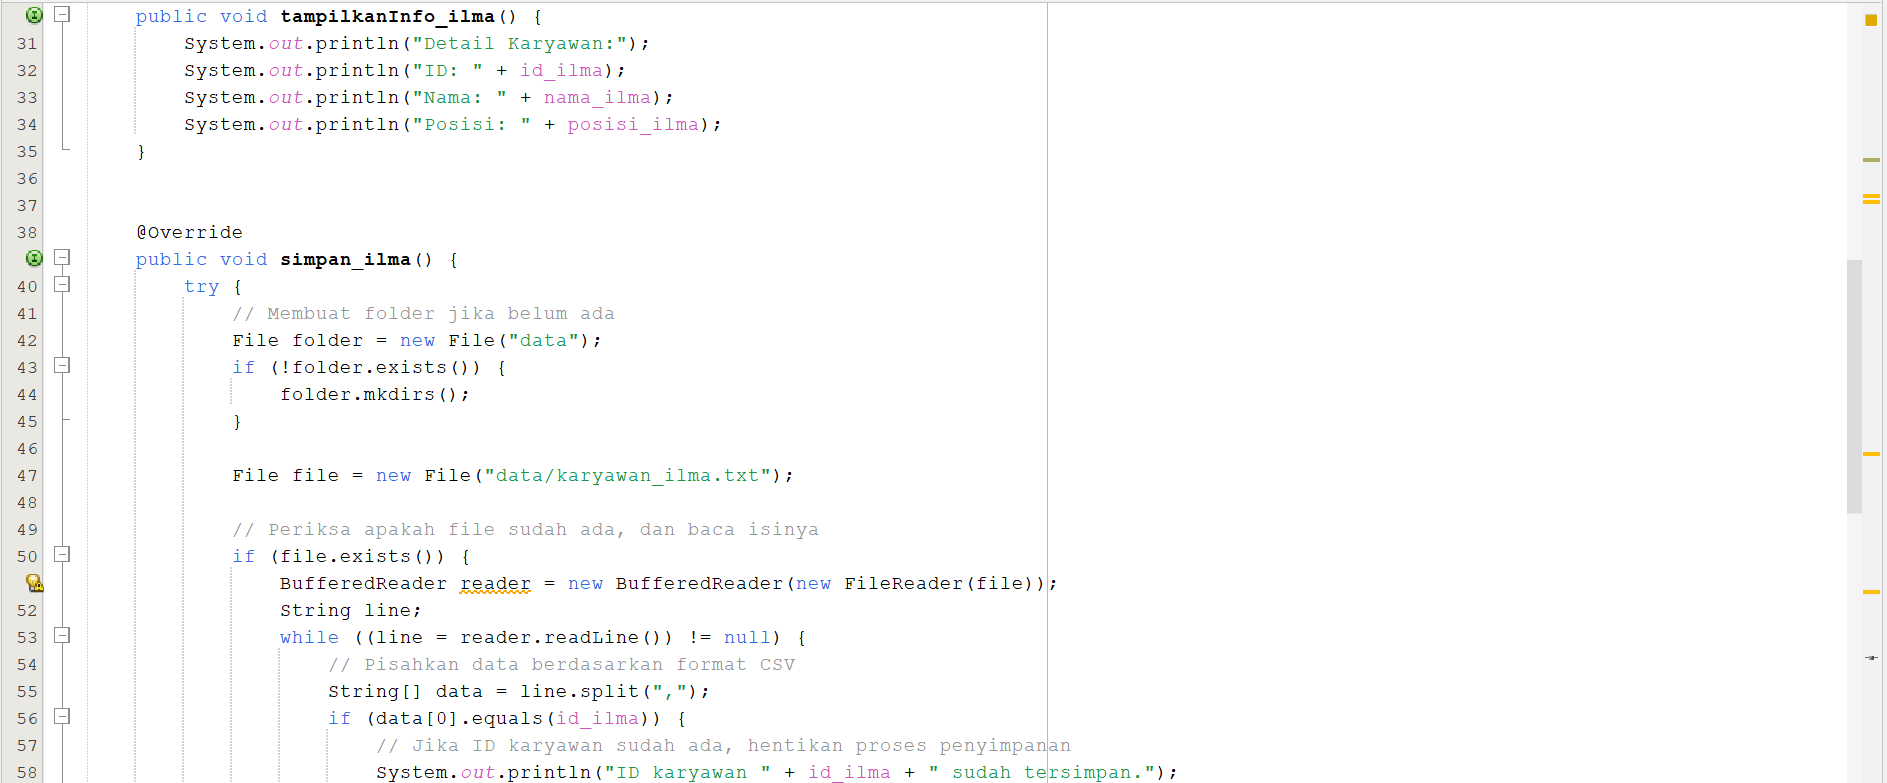 public void tampilkanInfo_ilma() {
31 System.out.println("Detail Karyawan:");
32 System.out.println("ID: " + id_ilma);
33 System.out.println("Nama: " + nama_ilma);
34 System.out.println("Posisi: " + posisi_ilma);
35 }
36
37
38 @Override
public void simpan_ilma() {
40 try {
41 // Membuat folder jika belum ada
42 File folder = new File("data");
43 if (!folder.exists()) {
44 folder.mkdirs();
45 }
46
47 File file = new File("data/karyawan_ilma.txt");
48
49 // Periksa apakah file sudah ada, dan baca isinya
50 if (file.exists()) {
BufferedReader reader = new BufferedReader(new FileReader(file));
52 String line;
53 while ((line = reader.readLine()) != null) {
54 // Pisahkan data berdasarkan format CSV
55 String[] data = line.split(",");
56 if (data[0].equals(id_ilma)) {
57 // Jika ID karyawan sudah ada, hentikan proses penyimpanan
58 System.out.println("ID karyawan " + id_ilma + " sudah tersimpan.");